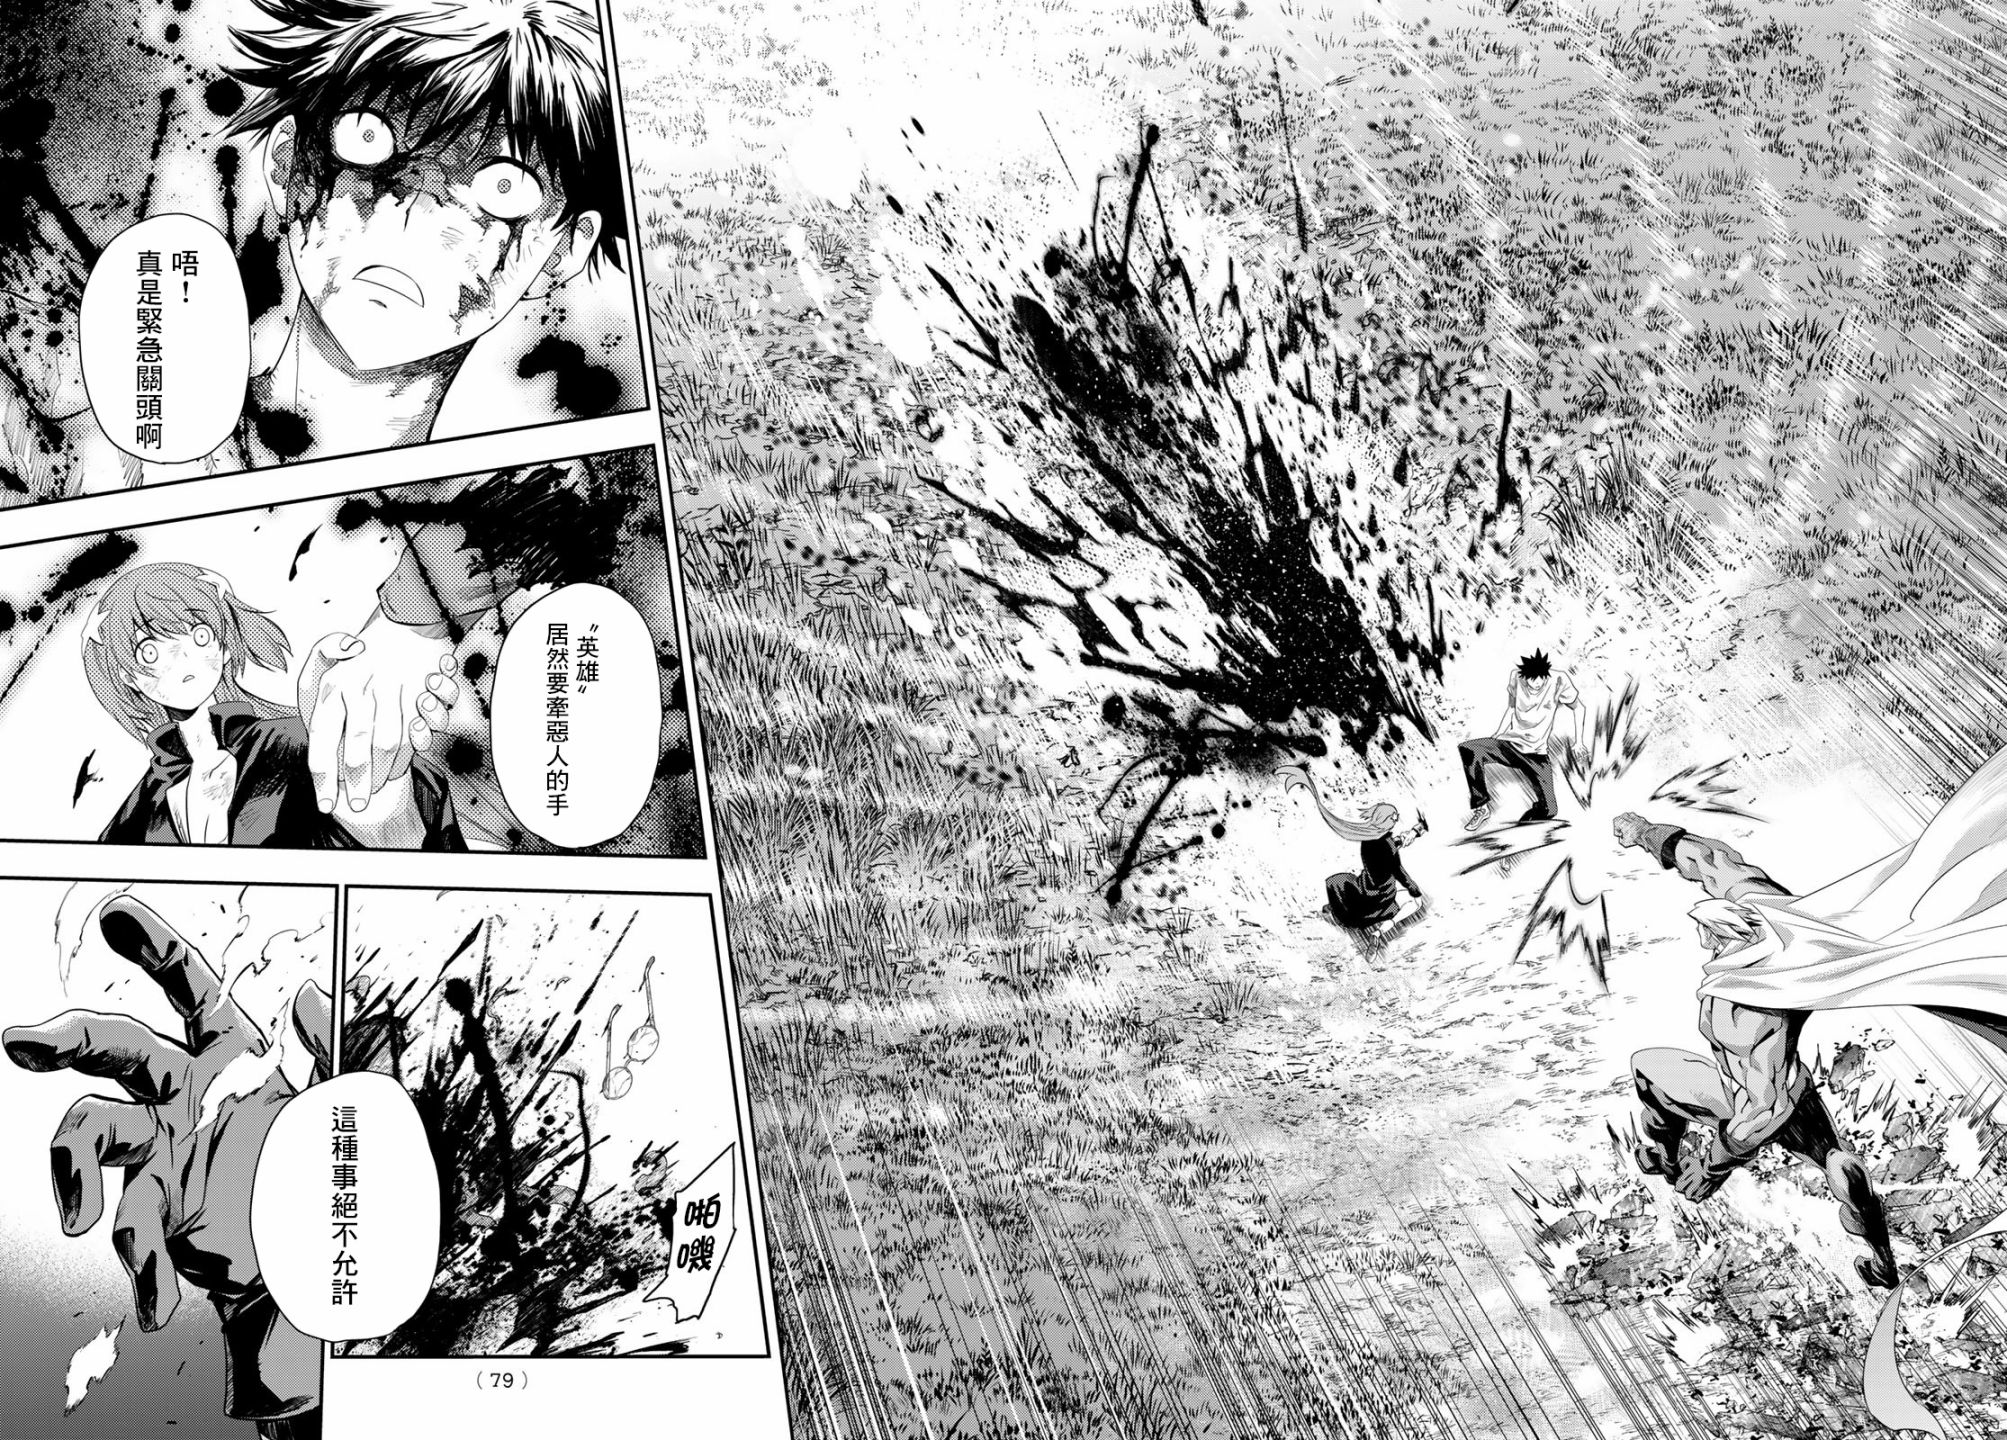 唔！
真是緊急關頭啊
〝英雄〞
居然要牽惡人的手
啪嘰
這種事絕不允許
（79）